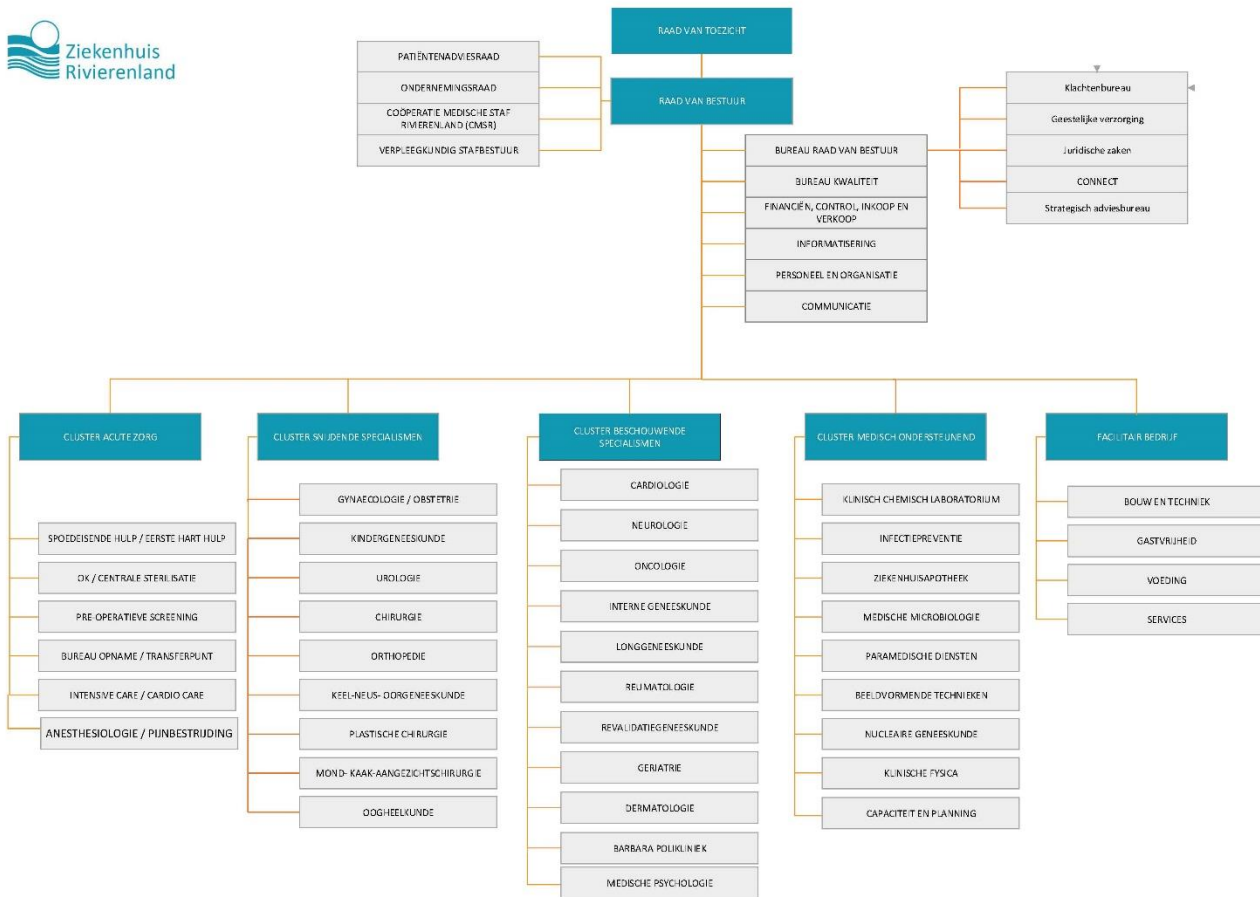 Ziekenhuis
Rivierenland
RAAD VAN TOEZICHT
PATIËNTENADVIESRAAD
ONDERNEMINGSRAAD
COÖPERATIE MEDISCHE STAF
RIVIERENLAND (CMSR)
VERPLEEGKUNDIG STAFBESTUUR
RAAD VAN BESTUUR
BUREAU RAAD VAN BESTUUR
BUREAU KWALITEIT
FINANCIËN, CONTROL, INKOOP EN
VERKOOP
INFORMATISERING
PERSONEEL EN ORGANISATIE
COMMUNICATIE
Klachtenbureau
Geestelijke verzorging
Juridische zaken
CONNECT
Strategisch adviesbureau
CLUSTER ACUTE ZORG
SPOEDEISENDE HULP / EERSTE HART HULP
OK / CENTRALE STERILISATIE
PRE-OPERATIEVE SCREENING
BUREAU OPNAME / TRANSFERPUNT
INTENSIVE CARE / CARDIO CARE
ANESTHESIOLOGIE / PIJNBESTRIJDING
CLUSTER SNIJDENDE SPECIALISMEN
GYNAECOLOGIE / OBSTETRIE
KINDERGENEESKUNDE
UROLOGIE
CHIRURGIE
ORTHOPEDIE
KEEL-NEUS- OORGENEESKUNDE
PLASTISCHE CHIRURGIE
MOND- KAAK-AANGEZICHTSCHIRURGIE
OOGHEELKUNDE
CLUSTER BESCHOUWENDE
SPECIALISMEN
CARDIOLOGIE
NEUROLOGIE
ONCOLOGIE
INTERNE GENEESKUNDE
LONGGENEESKUNDE
REUMATOLOGIE
REVALIDATIEGENEESKUNDE
GERIATRIE
DERMATOLOGIE
BARBARA POLIKLINIEK
MEDISCHE PSYCHOLOGIE
CLUSTER MEDISCH ONDERSTEUNEND
KLINISCH CHEMISCH LABORATORIUM
INFECTIEPREVENTIE
ZIEKENHUISAPOTHEEK
MEDISCHE MICROBIOLOGIE
PARAMEDISCHE DIENSTEN
BEELDVORMENDE TECHNIEKEN
NUCLEAIRE GENEESKUNDE
KLINISCHE FYSICA
CAPACITEIT EN PLANNING
FACILITAIR BEDRIJF
BOUW EN TECHNIEK
GASTVRIJHEID
VOEDING
SERVICES